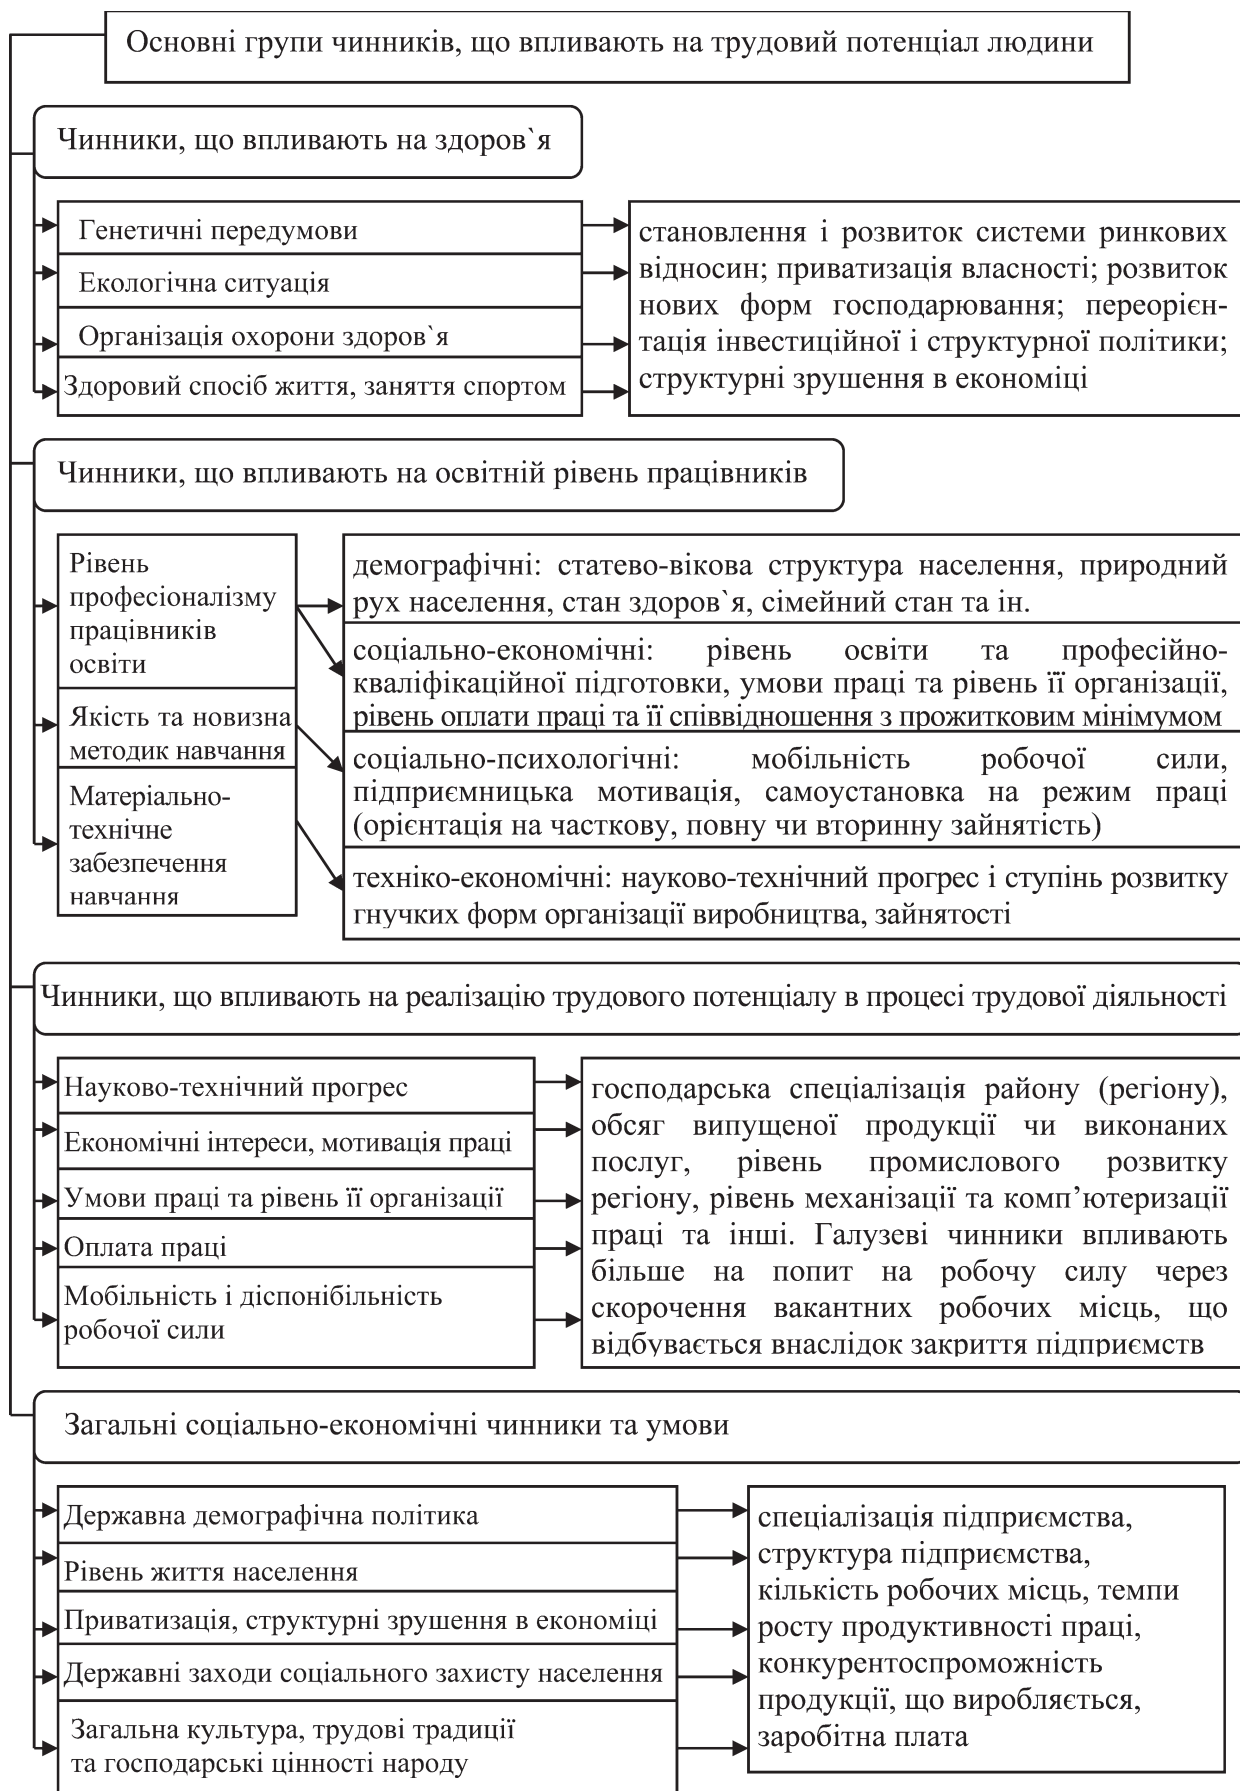 Основні групи чинників, що впливають на трудовий потенціал людини
Чинники, що впливають на здоров`я
Генетичні передумови
Екологічна ситуація
Організація охорони здоров`я
Здоровий спосіб життя, заняття спортом
становлення і розвиток системи ринкових
відносин; приватизація власності; розвиток
нових форм господарювання; переорієн-
тація інвестиційної і структурної політики;
структурні зрушення в економіці
Чинники, що впливають на освітній рівень працівників
Рівень
професіоналізму
працівників
освіти
Якість та новизна
методик навчання
Матеріально-
технічне
забезпечення
навчання
демографічні: статево-вікова структура населення, природний
рух населення, стан здоров`я, сімейний стан та ін.
соціально-економічні: рівень освіти та професійно-
кваліфікаційної підготовки, умови праці та рівень її організації,
рівень оплати праці та її співвідношення з прожитковим мінімумом
соціально-психологічні: мобільність робочої сили,
підприємницька мотивація, самоустановка на режим праці
(орієнтація на часткову, повну чи вторинну зайнятість)
техніко-економічні: науково-технічний прогрес і ступінь розвитку
гнучких форм організації виробництва, зайнятості
Чинники, що впливають на реалізацію трудового потенціалу в процесі трудової діяльності
Науково-технічний прогрес
Економічні інтереси, мотивація праці
Умови праці та рівень її організації
Оплата праці
Мобільність і діспонібільність
робочої сили
господарська спеціалізація району (регіону),
обсяг випущеної продукції чи виконаних
послуг, рівень промислового розвитку
регіону, рівень механізації та комп’ютеризації
праці та інші. Галузеві чинники впливають
більше на попит на робочу силу через
скорочення вакантних робочих місць, що
відбувається внаслідок закриття підприємств
Загальні соціально-економічні чинники та умови
Державна демографічна політика
Рівень життя населення
Приватизація, структурні зрушення в економіці
Державні заходи соціального захисту населення
Загальна культура, трудові традиції
та господарські цінності народу
спеціалізація підприємства,
структура підприємства,
кількість робочих місць, темпи
росту продуктивності праці,
конкурентоспроможність
продукції, що виробляється,
заробітна плата